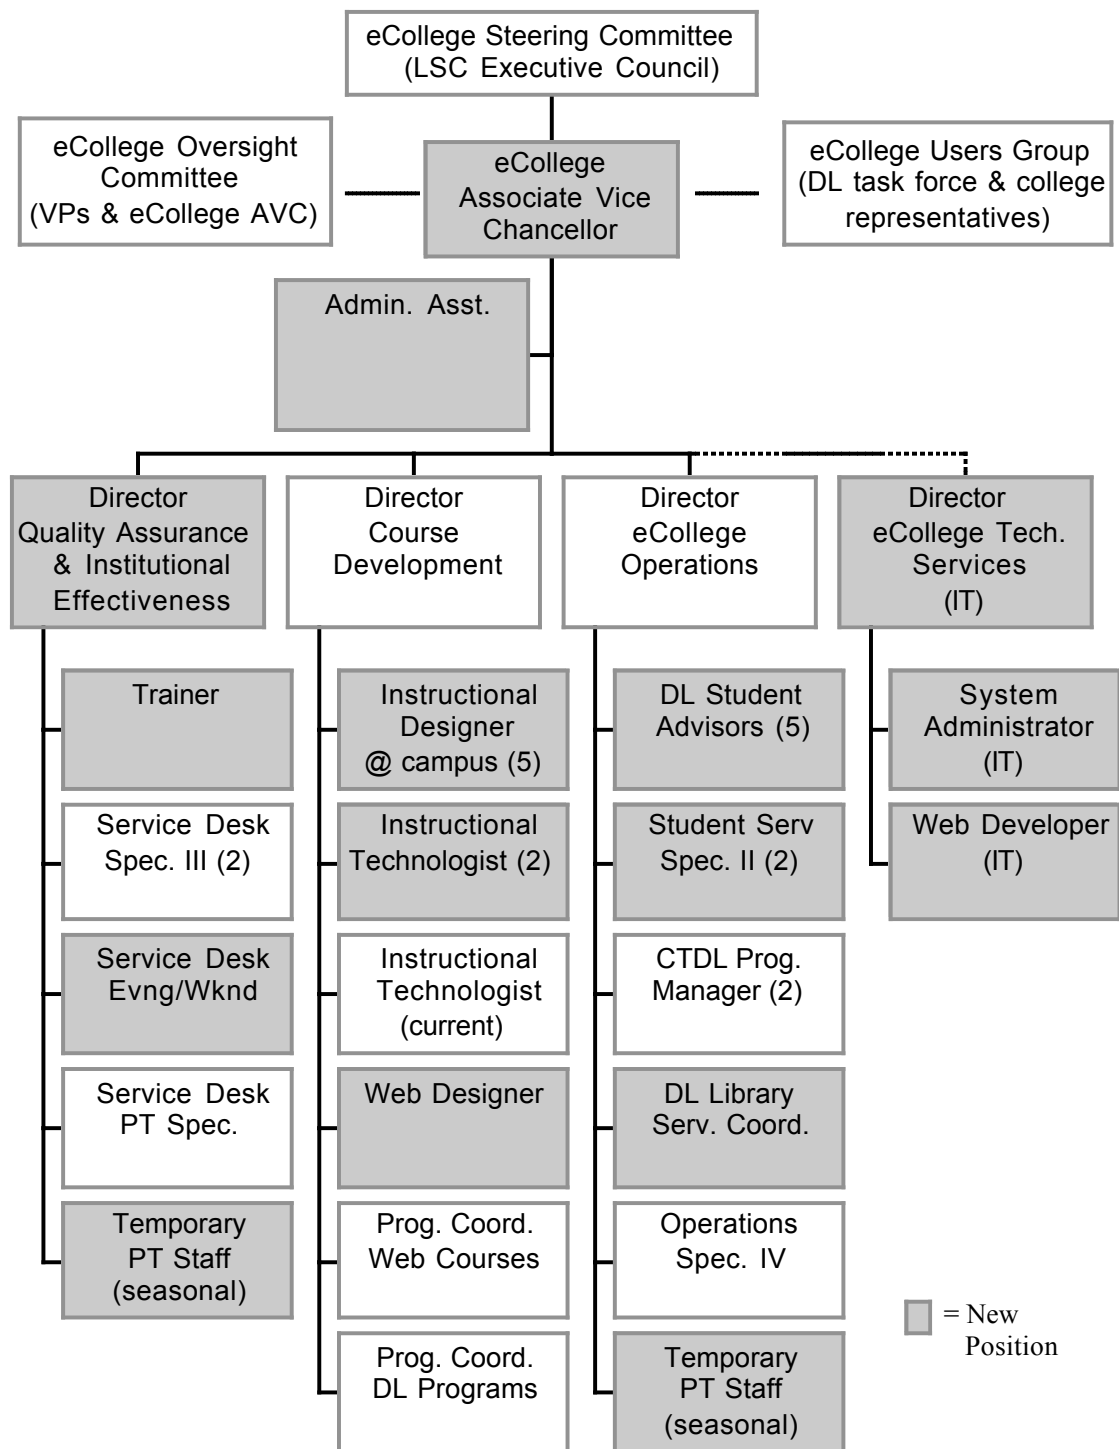 eCollege Steering Committee
(LSC Executive Council)
eCollege Oversight
Committee
(VPs & eCollege AVC)
eCollege
Associate Vice
Chancellor
eCollege Users Group
(DL task force & college
representatives)
Admin. Asst.
Director
Quality Assurance
& Institutional
Effectiveness
Director
Course
Development
Director
eCollege
Operations
Director
eCollege Tech.
Services
(IT)
Trainer
Service Desk
Spec. III (2)
Service Desk
Evng/Wknd
Service Desk
PT Spec.
Temporary
PT Staff
(seasonal)
Instructional
Designer
@ campus (5)
Instructional
Technologist (2)
Instructional
Technologist
(current)
Web Designer
Prog. Coord.
Web Courses
Prog. Coord.
DL Programs
DL Student
Advisors (5)
Student Serv
Spec. II (2)
CTDL Prog.
Manager (2)
DL Library
Serv. Coord.
Operations
Spec. IV
Temporary
PT Staff
(seasonal)
System
Administrator
(IT)
Web Developer
(IT)
= New
Position